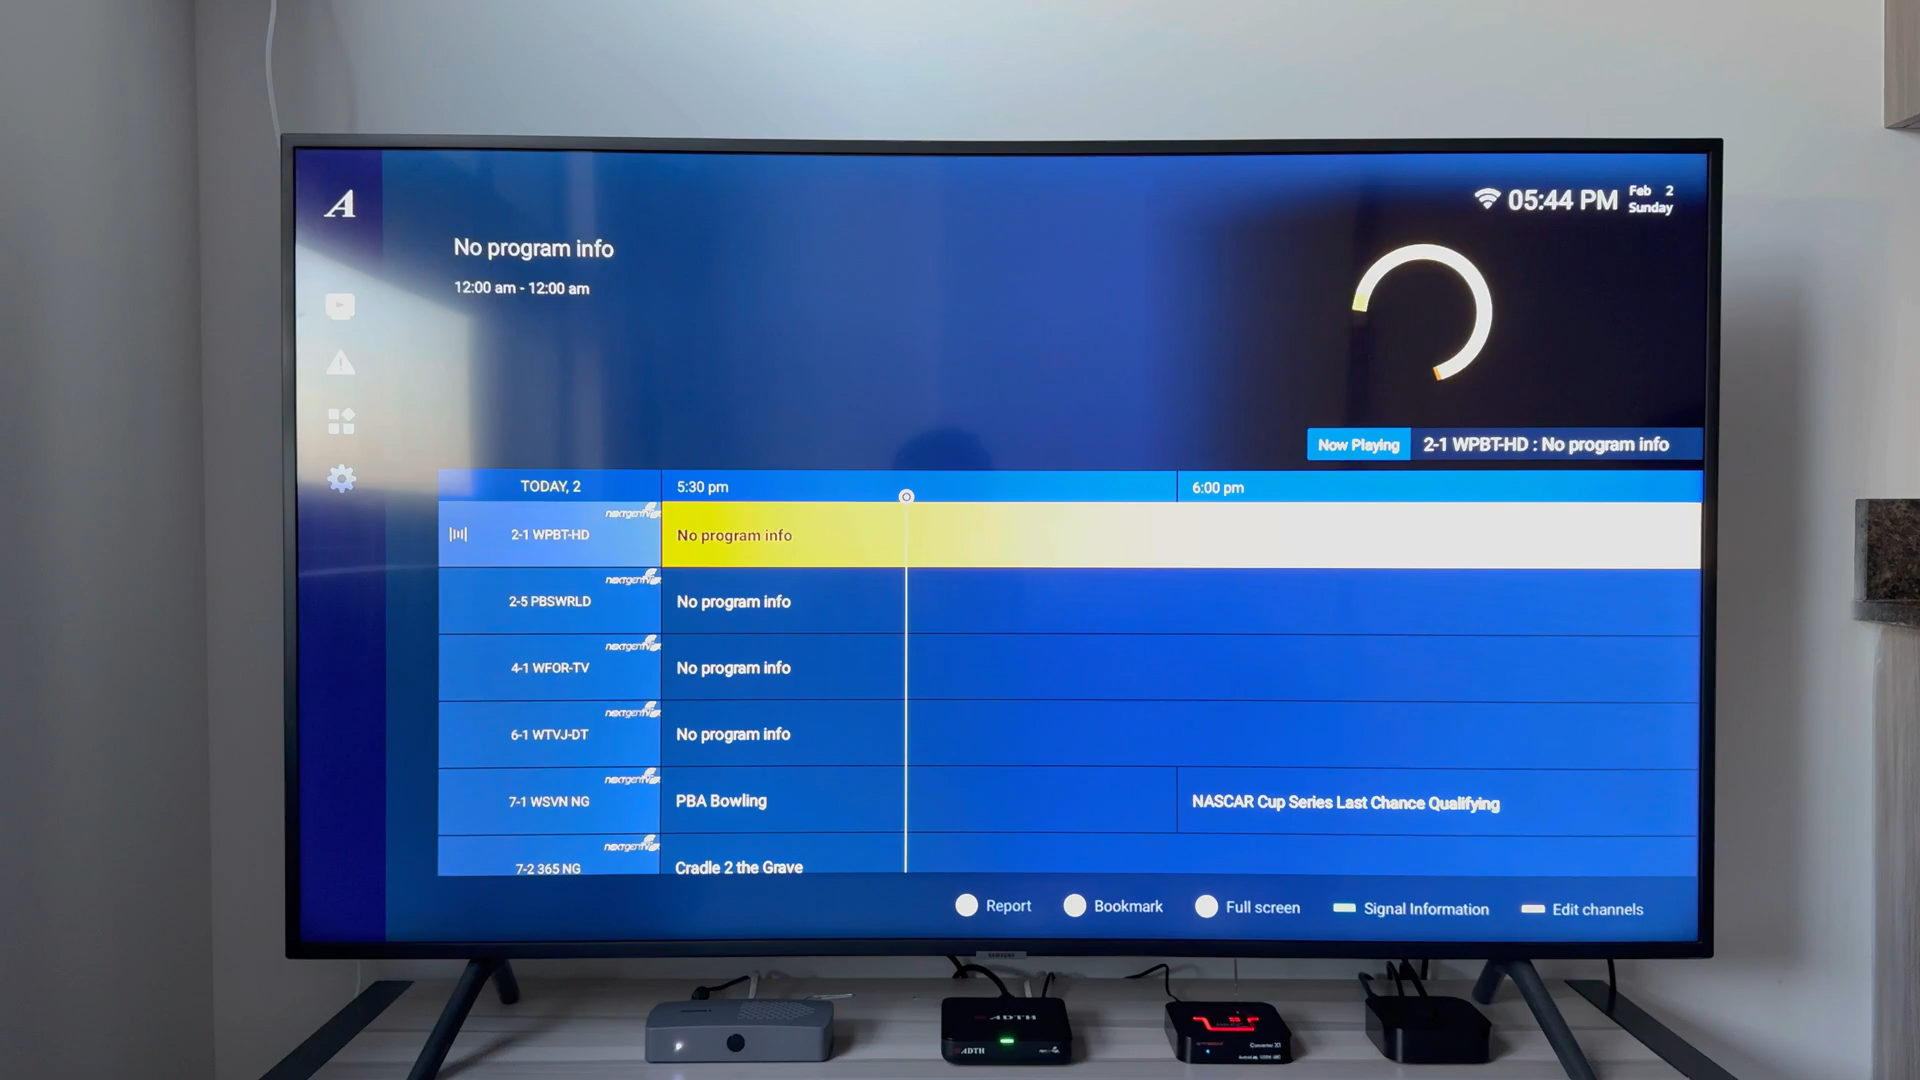 A
05:44 PM
Feb 2
Sunday
No program info
12:00 am - 12:00 am
Now Playing
2-1 WPBT-HD : No program info
TODAY, 2
5:30 pm
6:00 pm
NEXTGENTV
2-1 WPBT-HD
No program info
NEXTGENTV
2-5 PBSWRLD
No program info
NEXTGENTV
4-1 WFOR-TV
No program info
NEXTGENTV
6-1 WTVJ-DT
No program info
NEXTGENTV
7-1 WSVN NG
PBA Bowling
NASCAR Cup Series Last Chance Qualifying
NEXTGENTV
7-2 365 NG
Cradle 2 the Grave
Report
Bookmark
Full screen
Signal Information
Edit channels
SAMSUNG
ADTH
ADTH
Converter X1